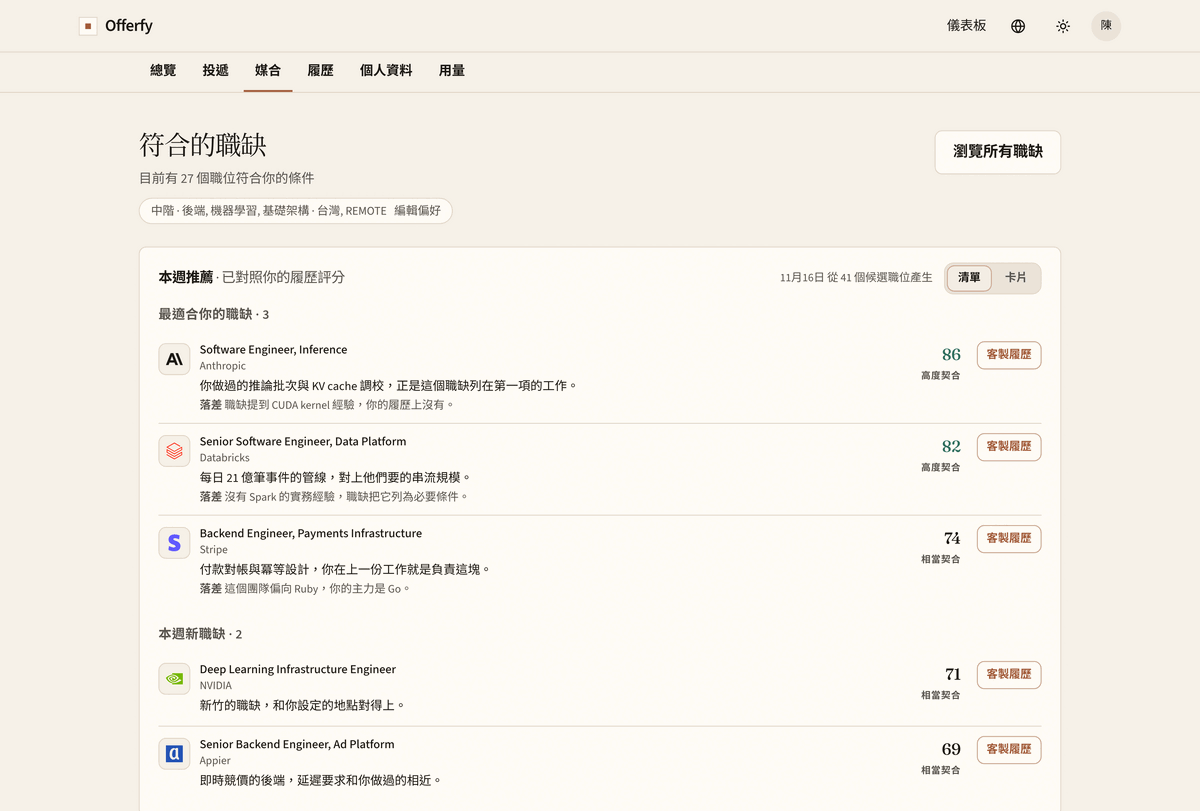 Offerfy
儀表板
陳
總覽 投遞 媒合 履歷 個人資料 用量
符合的職缺
瀏覽所有職缺
目前有 27 個職位符合你的條件
中階 · 後端, 機器學習, 基礎架構 · 台灣, REMOTE 編輯偏好
本週推薦 · 已對照你的履歷評分
11月16日 從 41 個候選職位產生
清單 卡片
最適合你的職缺 · 3
Software Engineer, Inference
Anthropic
你做過的推論批次與 KV cache 調校，正是這個職缺列在第一項的工作。
落差 職缺提到 CUDA kernel 經驗，你的履歷上沒有。
86
高度契合
客製履歷
Senior Software Engineer, Data Platform
Databricks
每日 21 億筆事件的管線，對上他們要的串流規模。
落差 沒有 Spark 的實務經驗，職缺把它列為必要條件。
82
高度契合
客製履歷
Backend Engineer, Payments Infrastructure
Stripe
付款對帳與冪等設計，你在上一份工作就是負責這塊。
落差 這個團隊偏向 Ruby，你的主力是 Go。
74
相當契合
客製履歷
本週新職缺 · 2
Deep Learning Infrastructure Engineer
NVIDIA
新竹的職缺，和你設定的地點對得上。
71
相當契合
客製履歷
Senior Backend Engineer, Ad Platform
Appier
即時競價的後端，延遲要求和你做過的相近。
69
相當契合
客製履歷